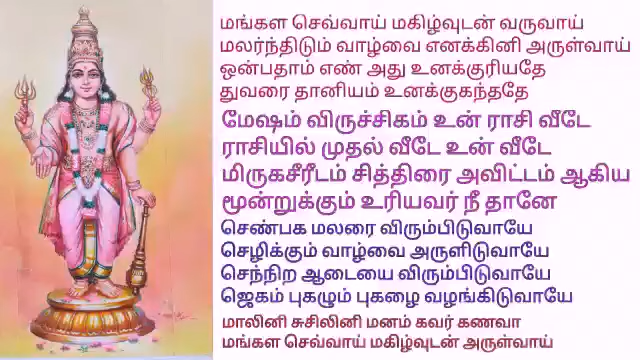 மங்கள செவ்வாய் மகிழ்வுடன் வருவாய்
மலர்ந்திடும் வாழ்வை எனக்கினி அருள்வாய்
ஒன்பதாம் எண் அது உனக்குரியதே
துவரை தானியம் உனக்குகந்ததே
மேஷம் விருச்சிகம் உன் ராசி வீடே
ராசியில் முதல் வீடே உன் வீடே
மிருகசீரீடம் சித்திரை அவிட்டம் ஆகிய
மூன்றுக்கும் உரியவர் நீ தானே
செண்பக மலரை விரும்பிடுவாயே
செழிக்கும் வாழ்வை அருளிடுவாயே
செந்நிற ஆடையை விரும்பிடுவாயே
ஜெகம் புகழும் புகழை வழங்கிடுவாயே
மாலினி சுசிலினி மனம் கவர் கணவா
மங்கள செவ்வாய் மகிழ்வுடன் அருள்வாய்